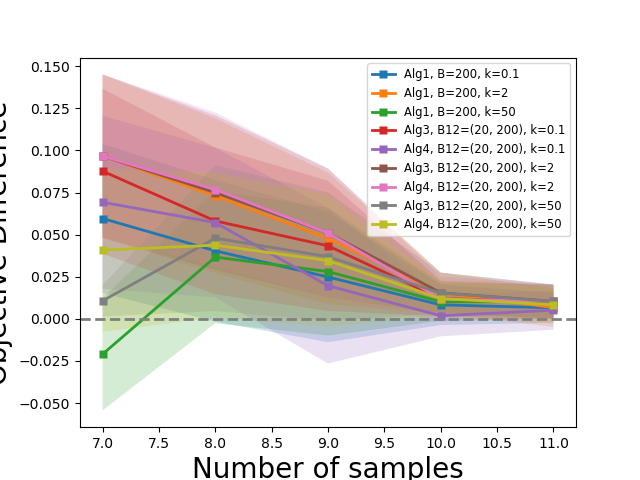 Objective Difference
0.150
0.125
0.100
0.075
0.050
0.025
0.000
−0.025
−0.050
Alg1, B=200, k=0.1
Alg1, B=200, k=2
Alg1, B=200, k=50
Alg3, B12=(20, 200), k=0.1
Alg4, B12=(20, 200), k=0.1
Alg3, B12=(20, 200), k=2
Alg4, B12=(20, 200), k=2
Alg3, B12=(20, 200), k=50
Alg4, B12=(20, 200), k=50
7.0 7.5 8.0 8.5 9.0 9.5 10.0 10.5 11.0
Number of samples